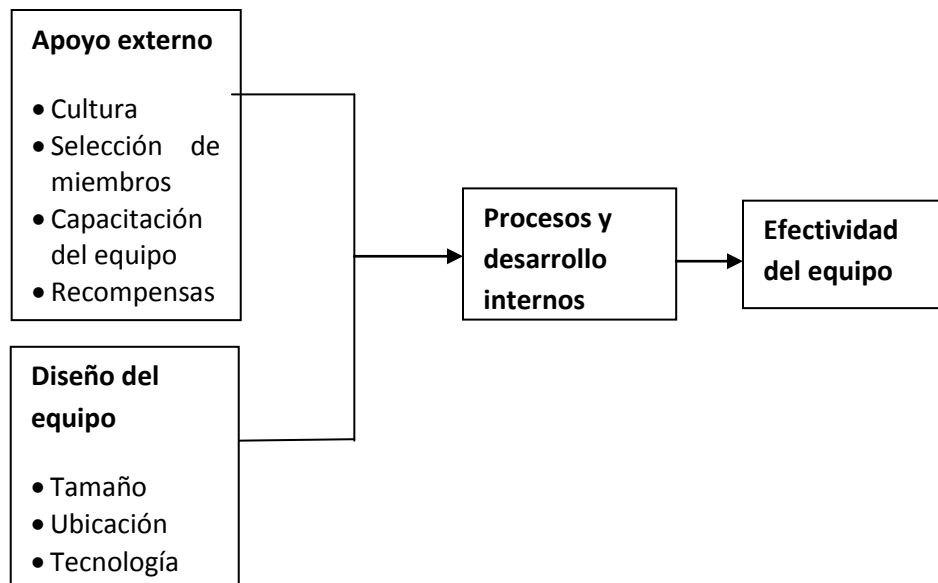 Apoyo externo
• Cultura
• Selección de
miembros
• Capacitación
del equipo
• Recompensas
Diseño del
equipo
• Tamaño
• Ubicación
• Tecnología
Procesos y
desarrollo
internos
Efectividad
del equipo